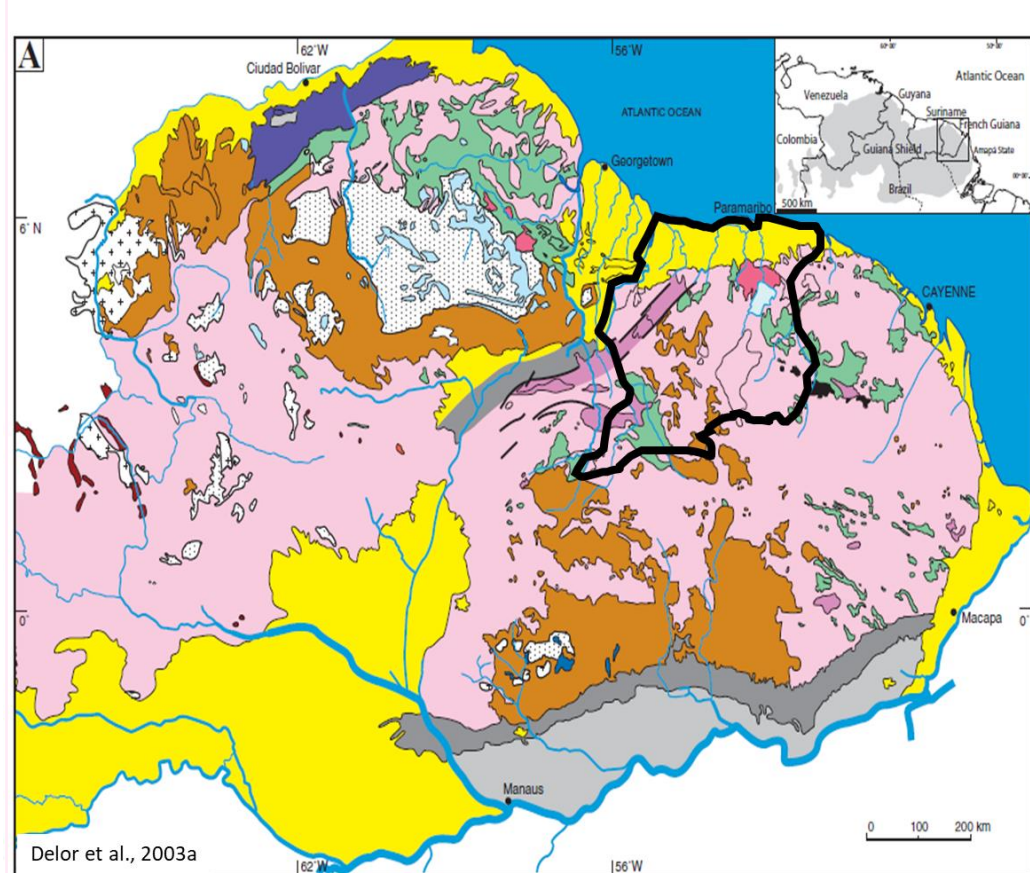 A
62°W
56°W
Ciudad Bolivar
ATLANTIC OCEAN
Georgetown
6° N
Paramaribo
CAYENNE
Atlantic Ocean
Venezuela
Guyana
Suriname
French Guiana
Colombia
Guiana Shield
Amapá State
Brazil
500 km
0°
Macapa
0°
Manaus
0 100 200 km
Delor et al., 2003a
62°W
56°W